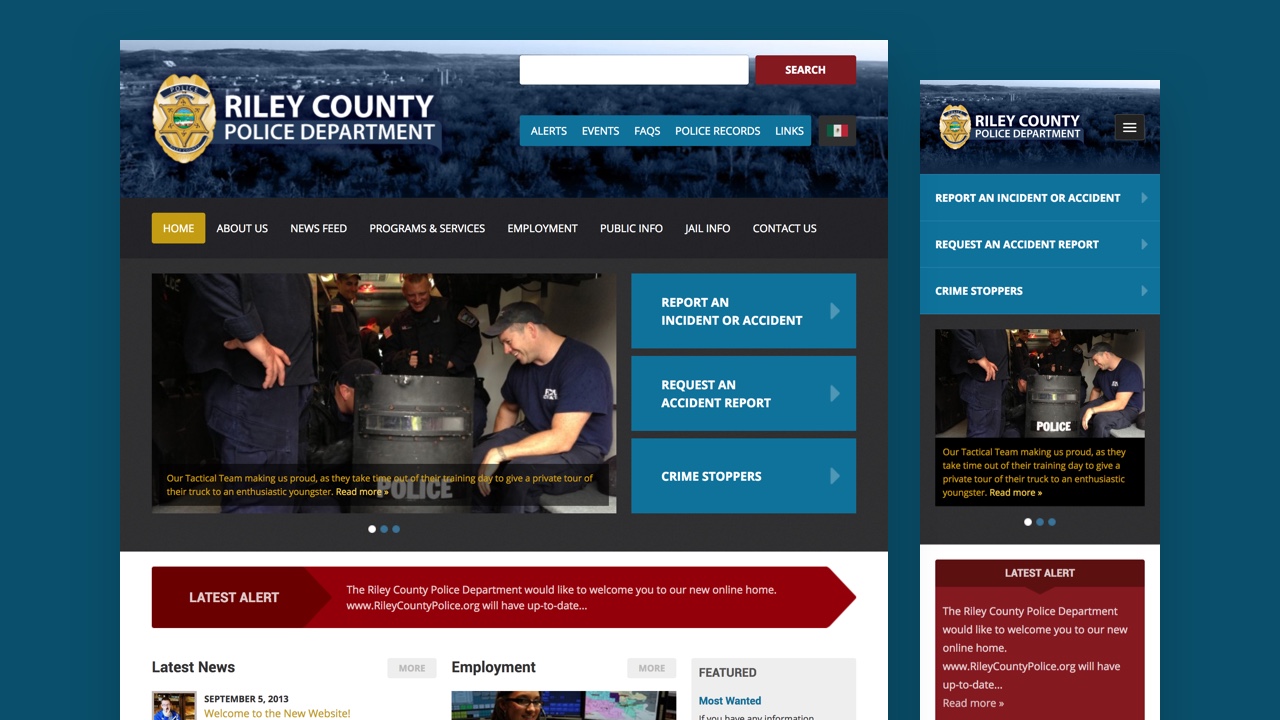 SEARCH
POLICE
RILEY COUNTY
POLICE DEPARTMENT
ALERTS EVENTS FAQS POLICE RECORDS LINKS
HOME ABOUT US NEWS FEED PROGRAMS & SERVICES EMPLOYMENT PUBLIC INFO JAIL INFO CONTACT US
REPORT AN
INCIDENT OR ACCIDENT
REQUEST AN
ACCIDENT REPORT
CRIME STOPPERS
Our Tactical Team making us proud, as they take time out of their training day to give a private tour of
their truck to an enthusiastic youngster. Read more »
POLICE
LATEST ALERT
The Riley County Police Department would like to welcome you to our new online home.
www.RileyCountyPolice.org will have up-to-date...
Latest News
MORE
SEPTEMBER 5, 2013
Welcome to the New Website!
Employment
MORE
FEATURED
Most Wanted
If you have any information
RILEY COUNTY
POLICE DEPARTMENT
REPORT AN INCIDENT OR ACCIDENT
REQUEST AN ACCIDENT REPORT
CRIME STOPPERS
POLICE
Our Tactical Team making us proud, as they
take time out of their training day to give a
private tour of their truck to an enthusiastic
youngster. Read more »
LATEST ALERT
The Riley County Police Department
would like to welcome you to our new
online home.
www.RileyCountyPolice.org will have
up-to-date...
Read more »